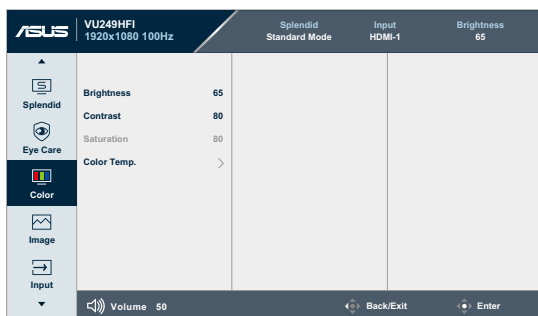 ASUS
VU249HFI
1920x1080 100Hz
Splendid
Standard Mode
Input
HDMI-1
Brightness
65
Splendid
Eye Care
Color
Image
Input
Brightness 65
Contrast 80
Saturation 80
Color Temp.
Volume 50
Back/Exit
Enter